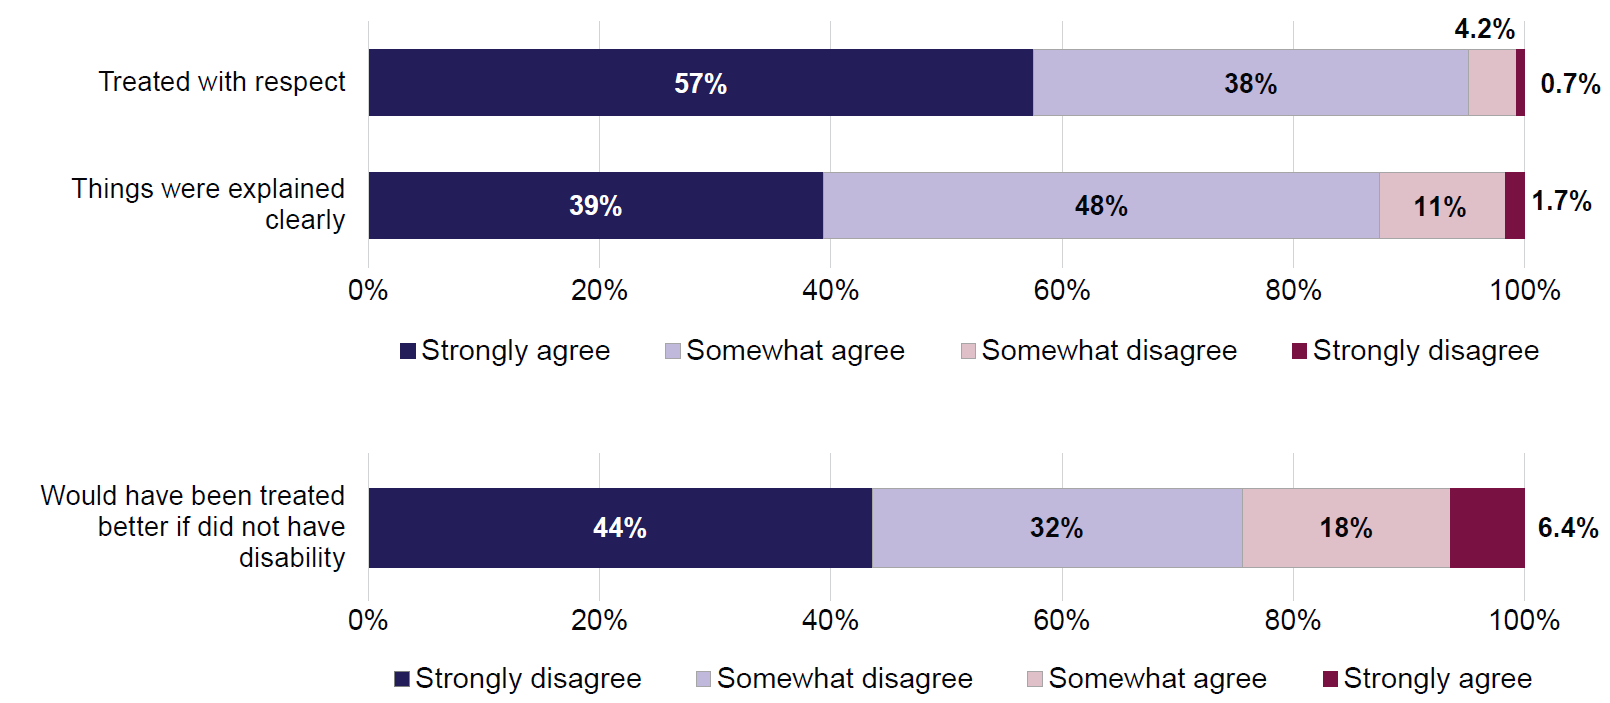 4.2%
Treated with respect 57% 38% 0.7%
Things were explained
clearly
39% 48% 11% 1.7%
0% 20% 40% 60% 80% 100%
Strongly agree Somewhat agree Somewhat disagree Strongly disagree
Would have been treated
better if did not have
disability
44% 32% 18% 6.4%
0% 20% 40% 60% 80% 100%
Strongly disagree Somewhat disagree Somewhat agree Strongly agree